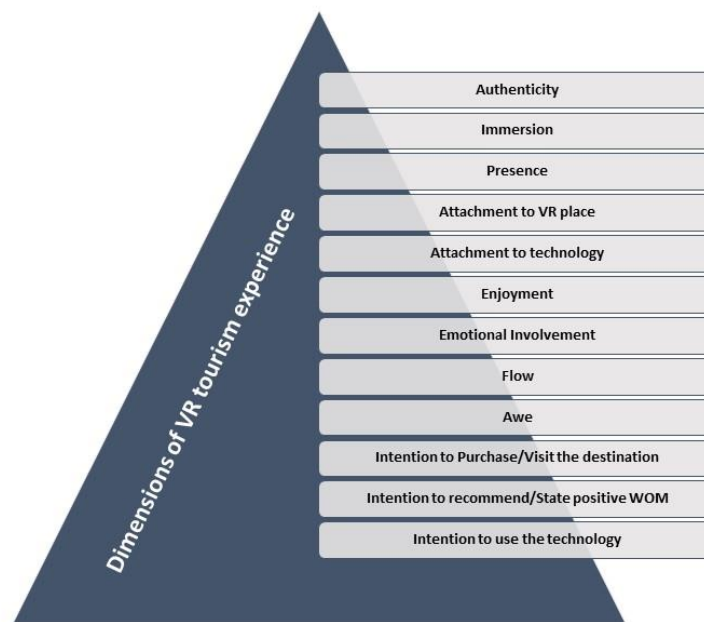 Authenticity
Immersion
Presence
Attachment to VR place
Attachment to technology
Enjoyment
Emotional Involvement
Flow
Awe
Intention to Purchase/Visit the destination
Intention to recommend/State positive WOM
Intention to use the technology
Dimensions of VR tourism experience